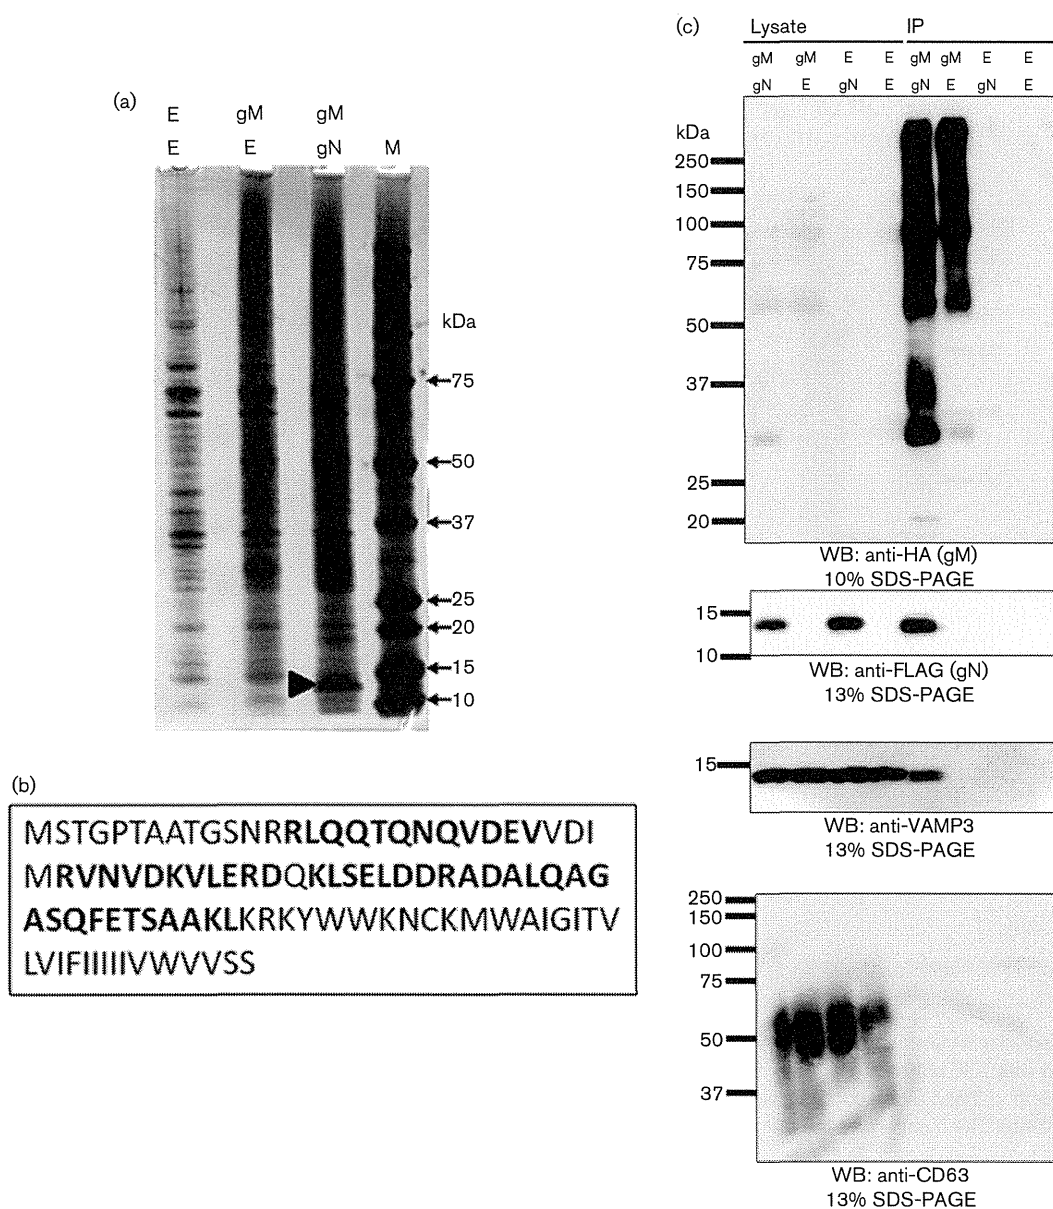 (a)
E gM gM
E E gN M
kDa
75
50
37
25
20
15
10
(b)
MSTGPTAATGSNRRLQQTQNQVDEVVDI
MRVNVDKVLERDQKLSELDDRADALQAG
ASQFETSAAKLKRKYWWKNCKMWAIGITV
LVIFIIIIIVWVVSS
(c)
Lysate IP
gM gM E E gM gM E E
gN E gN E gN E gN E
kDa
250
150
100
75
50
37
25
20
WB: anti-HA (gM)
10% SDS-PAGE
15
10
WB: anti-FLAG (gN)
13% SDS-PAGE
15
WB: anti-VAMP3
13% SDS-PAGE
250
150
100
75
50
37
WB: anti-CD63
13% SDS-PAGE